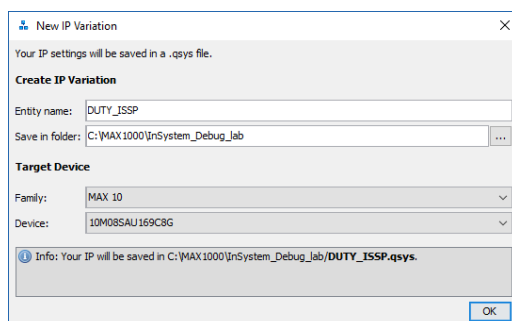 New IP Variation
Your IP settings will be saved in a .qsys file.
Create IP Variation
Entity name: DUTY_ISSP
Save in folder: C:\MAX1000\InSystem_Debug_lab ...
Target Device
Family: MAX 10
Device: 10M08SAU169C8G
Info: Your IP will be saved in C:\MAX1000\InSystem_Debug_lab/DUTY_ISSP.qsys.
OK